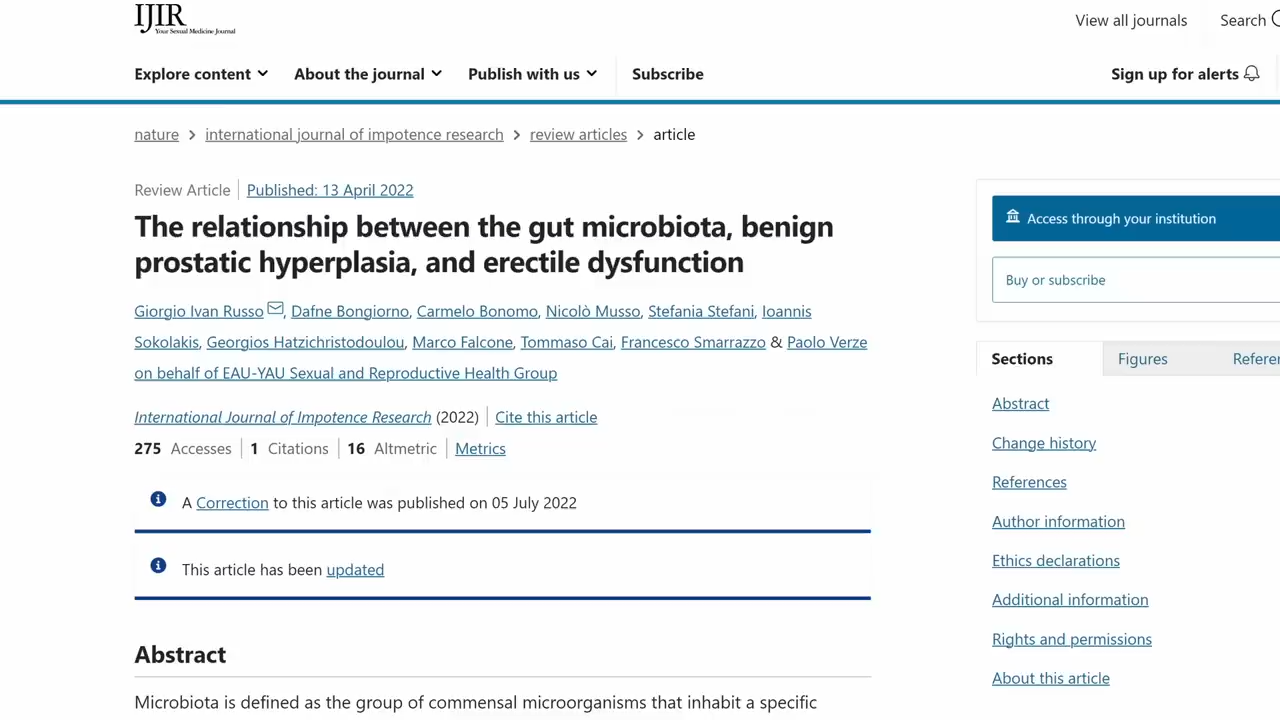 IJIR
Your Sexual Medicine Journal
View all journals
Search
Explore content
About the journal
Publish with us
Subscribe
Sign up for alerts
nature > international journal of impotence research > review articles > article
Review Article | Published: 13 April 2022
The relationship between the gut microbiota, benign
prostatic hyperplasia, and erectile dysfunction
Giorgio Ivan Russo, Dafne Bongiorno, Carmelo Bonomo, Nicolò Musso, Stefania Stefani, Ioannis
Sokolakis, Georgios Hatzichristodoulou, Marco Falcone, Tommaso Cai, Francesco Smarrazzo & Paolo Verze
on behalf of EAU-YAU Sexual and Reproductive Health Group
International Journal of Impotence Research (2022) | Cite this article
275 Accesses | 1 Citations | 16 Altmetric | Metrics
A Correction to this article was published on 05 July 2022
This article has been updated
Abstract
Microbiota is defined as the group of commensal microorganisms that inhabit a specific
Access through your institution
Buy or subscribe
Sections
Figures
Refere
Abstract
Change history
References
Author information
Ethics declarations
Additional information
Rights and permissions
About this article